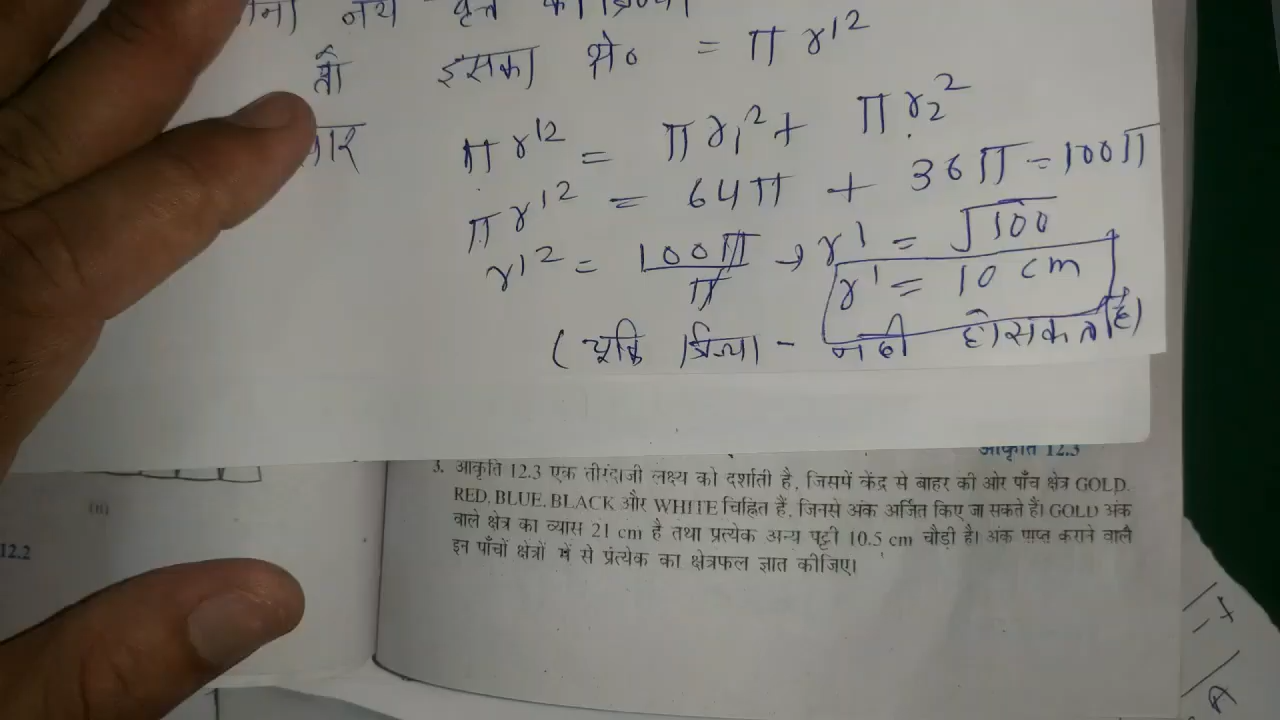 नये वृत्त की त्रिज्या
तो इसका क्षे० = π r'²
π r'² = π r₁² + π r₂²
π r'² = 64π + 36π = 100π
r'² = 100π/π → r' = √100
r' = 10 cm
(चूकि त्रिज्या - नही हो सकती है)
आकृति 12.3
3. आकृति 12.3 एक तीरंदाजी लक्ष्य को दर्शाती है, जिसमें केंद्र से बाहर की ओर पाँच क्षेत्र GOLD,
RED, BLUE, BLACK और WHITE चिह्नित हैं, जिनसे अंक अर्जित किए जा सकते हैं। GOLD अंक
वाले क्षेत्र का व्यास 21 cm है तथा प्रत्येक अन्य पट्टी 10.5 cm चौड़ी है। अंक प्राप्त कराने वाले
इन पाँचों क्षेत्रों में से प्रत्येक का क्षेत्रफल ज्ञात कीजिए।
(ii)
12.2